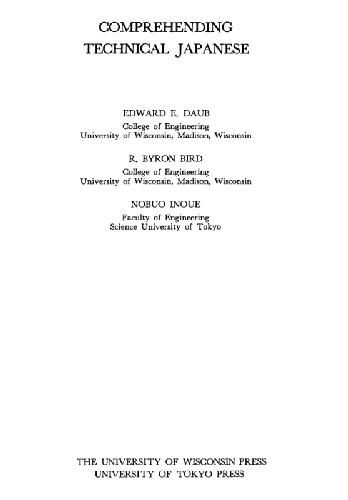 COMPREHENDING
TECHNICAL JAPANESE
EDWARD E. DAUB
College of Engineering
University of Wisconsin, Madison, Wisconsin
R. BYRON BIRD
College of Engineering
University of Wisconsin, Madison, Wisconsin
NOBUO INOUE
Faculty of Engineering
Science University of Tokyo
THE UNIVERSITY OF WISCONSIN PRESS
UNIVERSITY OF TOKYO PRESS